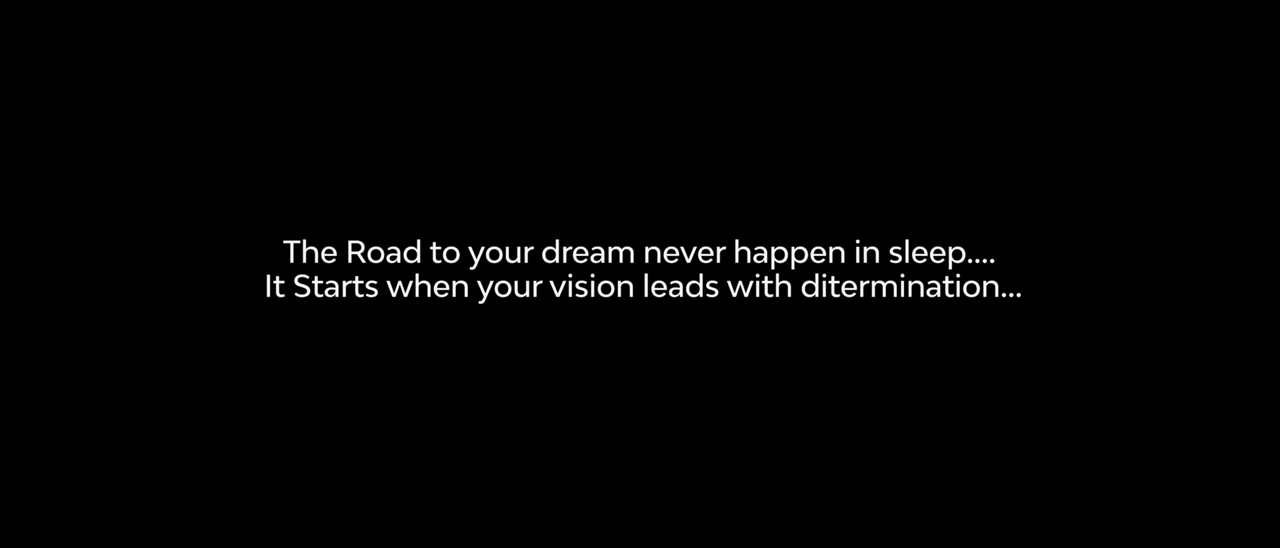 The Road to your dream never happen in sleep....
It Starts when your vision leads with ditermination...